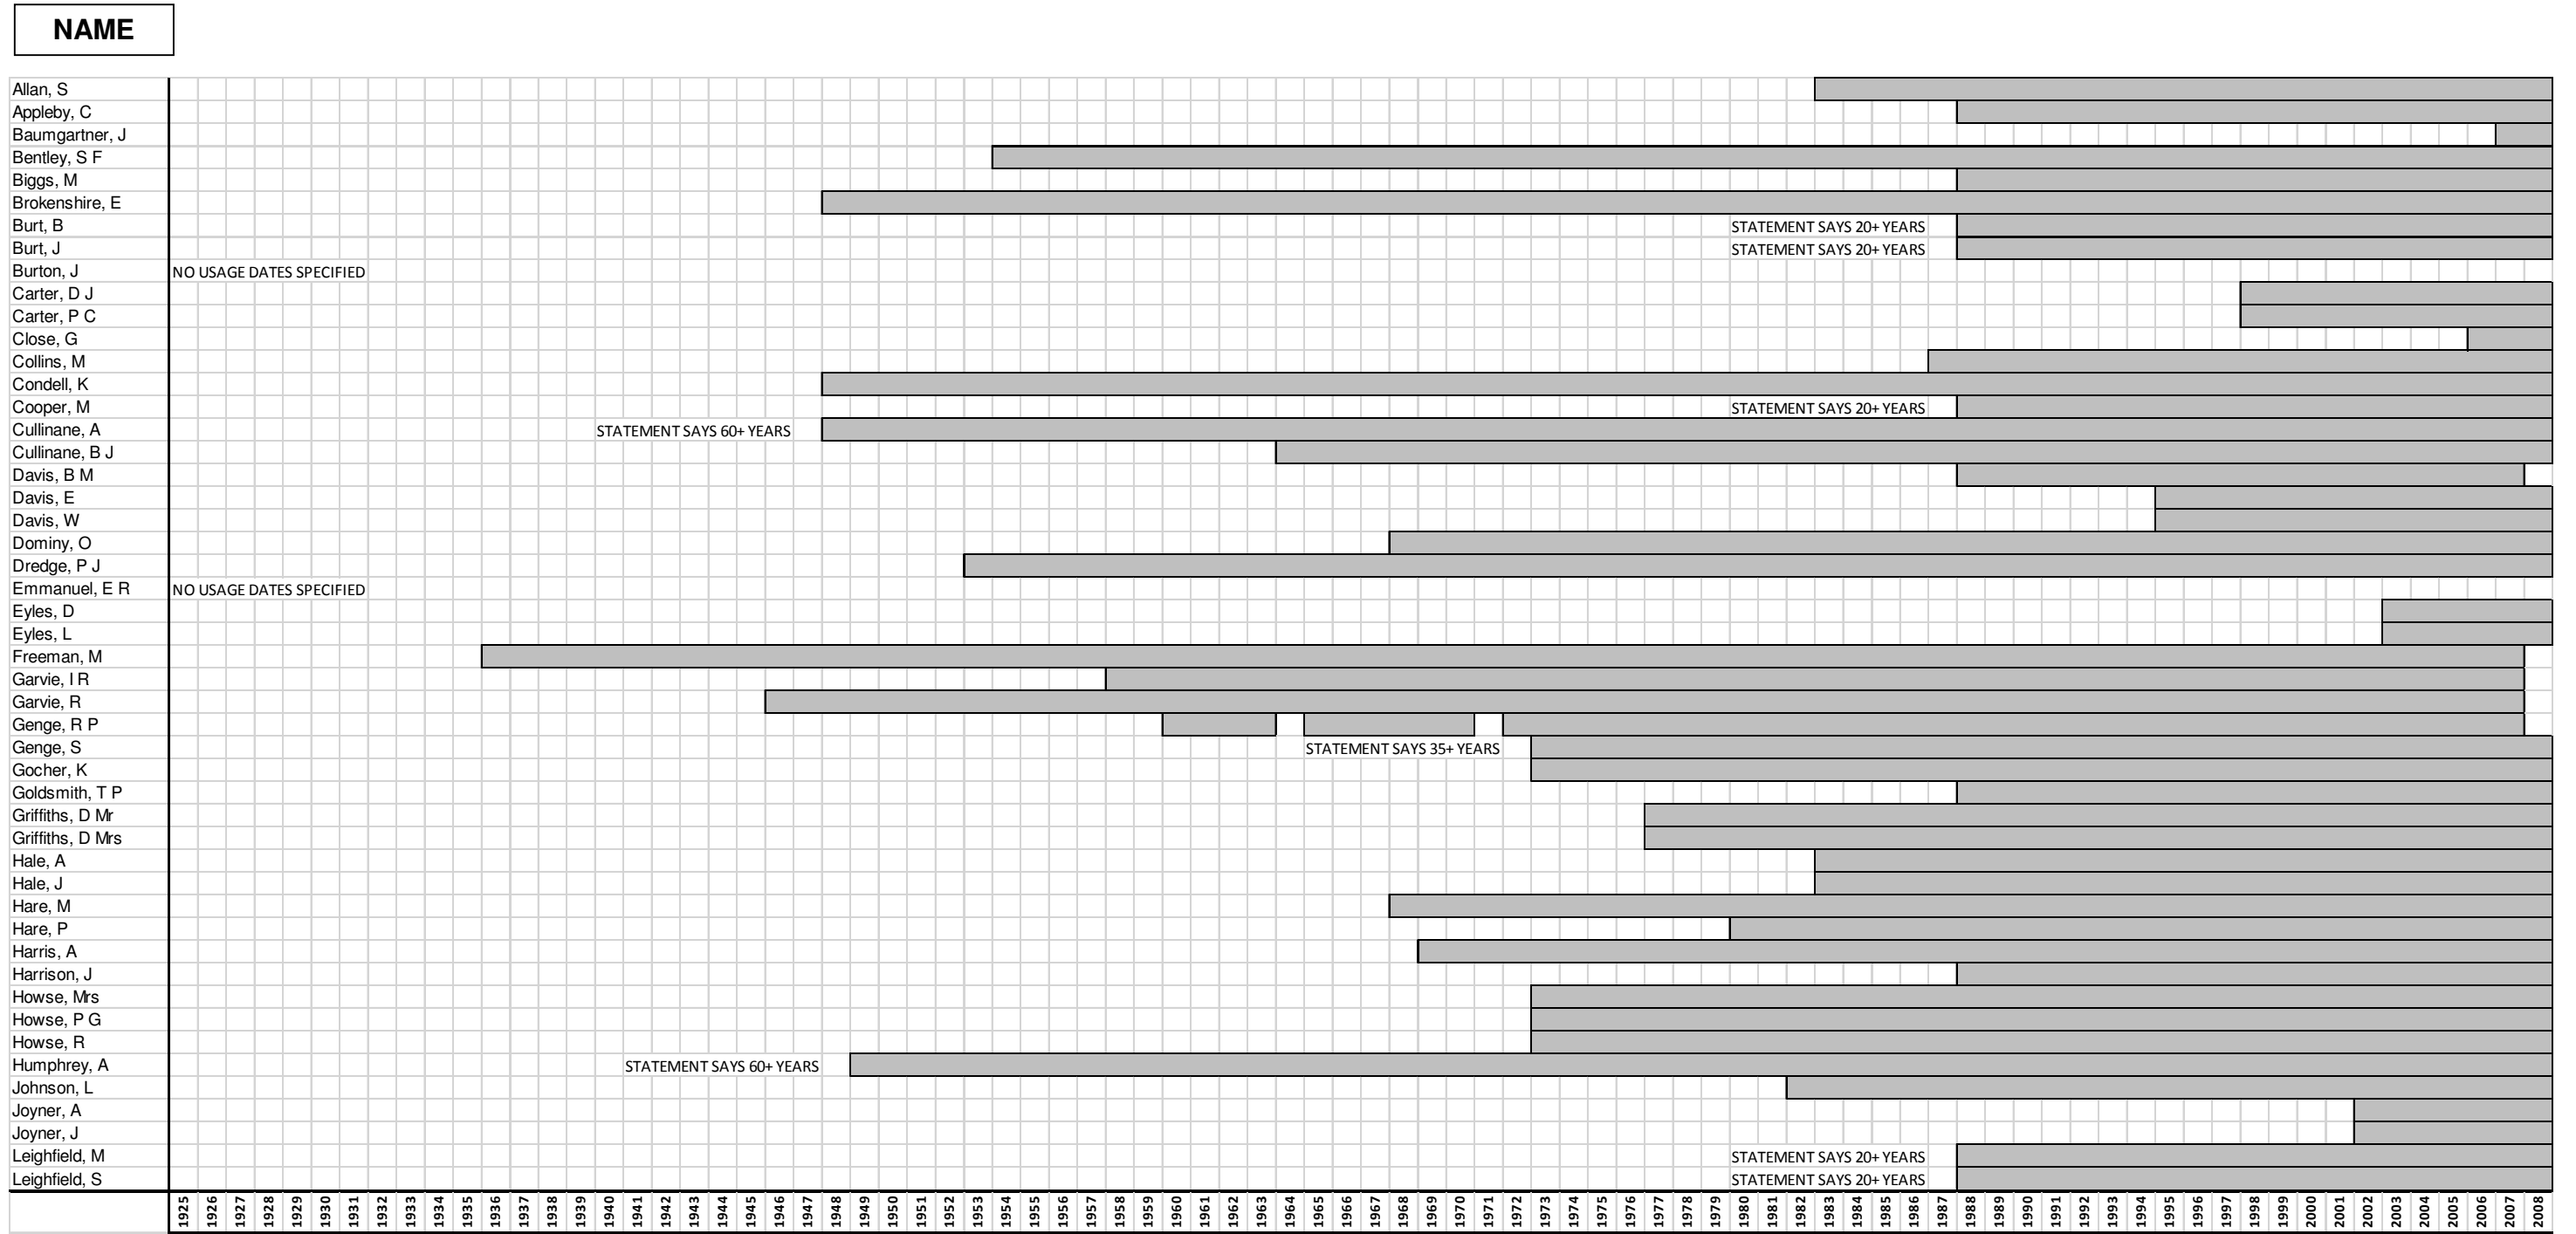 NAME
Allan, S
Appleby, C
Baumgartner, J
Bentley, S F
Biggs, M
Brokenshire, E
Burt, B STATEMENT SAYS 20+ YEARS
Burt, J STATEMENT SAYS 20+ YEARS
Burton, J NO USAGE DATES SPECIFIED
Carter, D J
Carter, P C
Close, G
Collins, M
Condell, K
Cooper, M STATEMENT SAYS 20+ YEARS
Cullinane, A STATEMENT SAYS 60+ YEARS
Cullinane, B J
Davis, B M
Davis, E
Davis, W
Dominy, O
Dredge, P J
Emmanuel, E R NO USAGE DATES SPECIFIED
Eyles, D
Eyles, L
Freeman, M
Garvie, I R
Garvie, R
Genge, R P
Genge, S STATEMENT SAYS 35+ YEARS
Gocher, K
Goldsmith, T P
Griffiths, D Mr
Griffiths, D Mrs
Hale, A
Hale, J
Hare, M
Hare, P
Harris, A
Harrison, J
Howse, Mrs
Howse, P G
Howse, R
Humphrey, A STATEMENT SAYS 60+ YEARS
Johnson, L
Joyner, A
Joyner, J
Leighfield, M STATEMENT SAYS 20+ YEARS
Leighfield, S STATEMENT SAYS 20+ YEARS
1925 1926 1927 1928 1929 1930 1931 1932 1933 1934 1935 1936 1937 1938 1939 1940 1941 1942 1943 1944 1945 1946 1947 1948 1949 1950 1951 1952 1953 1954 1955 1956 1957 1958 1959 1960 1961 1962 1963 1964 1965 1966 1967 1968 1969 1970 1971 1972 1973 1974 1975 1976 1977 1978 1979 1980 1981 1982 1983 1984 1985 1986 1987 1988 1989 1990 1991 1992 1993 1994 1995 1996 1997 1998 1999 2000 2001 2002 2003 2004 2005 2006 2007 2008